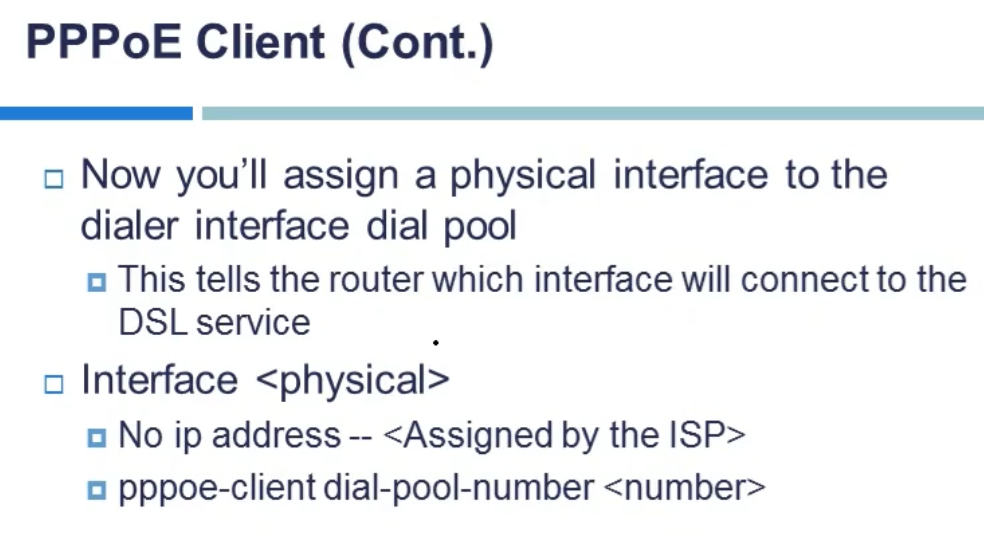 PPPoE Client (Cont.)
Now you’ll assign a physical interface to the
dialer interface dial pool
This tells the router which interface will connect to the
DSL service
Interface <physical>
No ip address -- <Assigned by the ISP>
pppoe-client dial-pool-number <number>